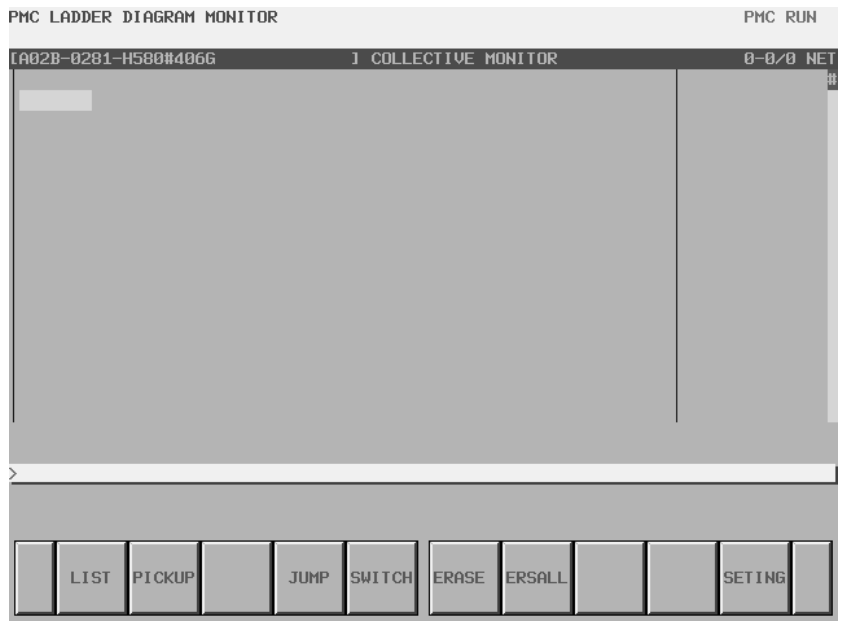 PMC LADDER DIAGRAM MONITOR PMC RUN
[A02B-0281-H580#406G ] COLLECTIVE MONITOR 0-0/0 NET
#
>
LIST PICKUP JUMP SWITCH ERASE ERSALL SETING